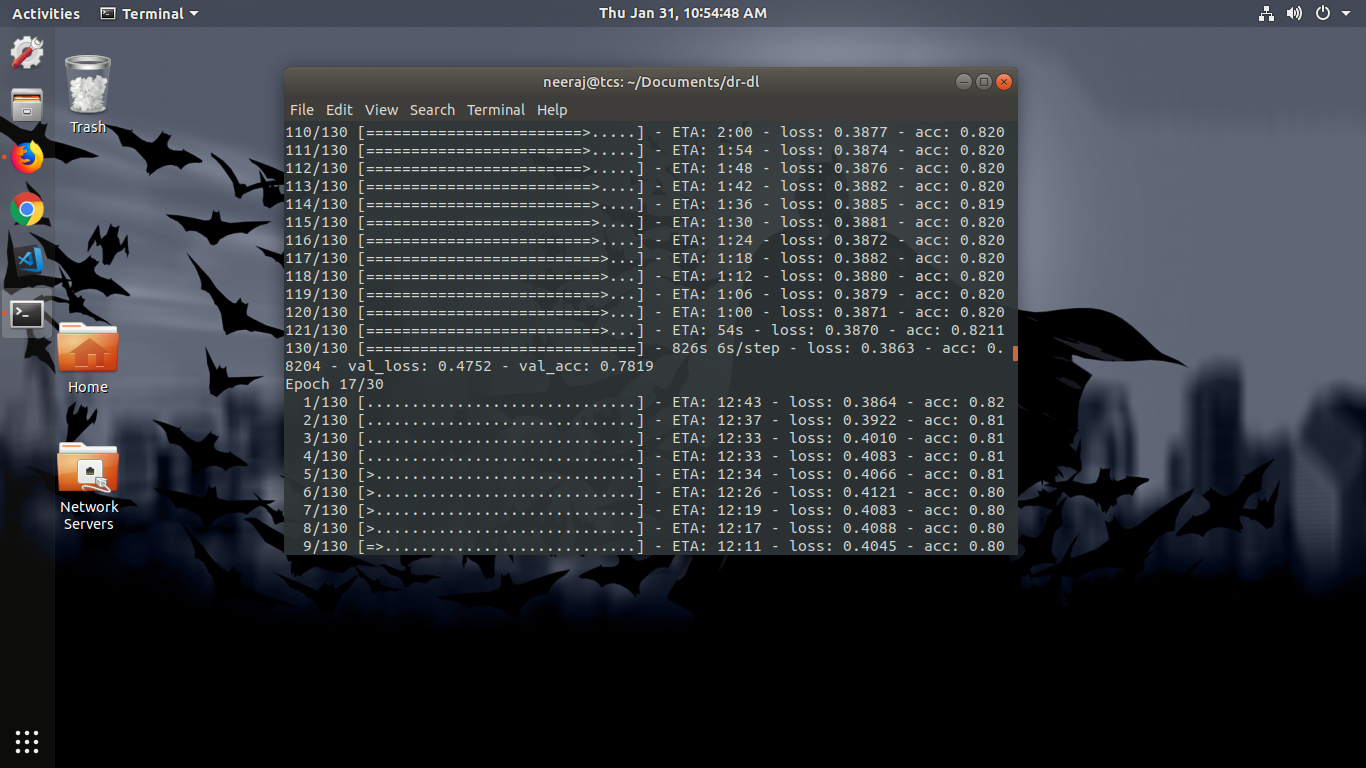 Activities Terminal Thu Jan 31, 10:54:48 AM
Trash
Home
Network
Servers
neeraj@tcs: ~/Documents/dr-dl
File Edit View Search Terminal Help
110/130 [========================>.....] - ETA: 2:00 - loss: 0.3877 - acc: 0.820
111/130 [========================>.....] - ETA: 1:54 - loss: 0.3874 - acc: 0.820
112/130 [========================>.....] - ETA: 1:48 - loss: 0.3876 - acc: 0.820
113/130 [=========================>....] - ETA: 1:42 - loss: 0.3882 - acc: 0.820
114/130 [=========================>....] - ETA: 1:36 - loss: 0.3885 - acc: 0.819
115/130 [=========================>....] - ETA: 1:30 - loss: 0.3881 - acc: 0.820
116/130 [=========================>....] - ETA: 1:24 - loss: 0.3872 - acc: 0.820
117/130 [==========================>...] - ETA: 1:18 - loss: 0.3882 - acc: 0.820
118/130 [==========================>...] - ETA: 1:12 - loss: 0.3880 - acc: 0.820
119/130 [==========================>...] - ETA: 1:06 - loss: 0.3879 - acc: 0.820
120/130 [==========================>...] - ETA: 1:00 - loss: 0.3871 - acc: 0.820
121/130 [==========================>...] - ETA: 54s - loss: 0.3870 - acc: 0.8211
130/130 [==============================] - 826s 6s/step - loss: 0.3863 - acc: 0.
8204 - val_loss: 0.4752 - val_acc: 0.7819
Epoch 17/30
1/130 [..............................] - ETA: 12:43 - loss: 0.3864 - acc: 0.82
2/130 [..............................] - ETA: 12:37 - loss: 0.3922 - acc: 0.81
3/130 [..............................] - ETA: 12:33 - loss: 0.4010 - acc: 0.81
4/130 [..............................] - ETA: 12:33 - loss: 0.4083 - acc: 0.81
5/130 [>.............................] - ETA: 12:34 - loss: 0.4066 - acc: 0.81
6/130 [>.............................] - ETA: 12:26 - loss: 0.4121 - acc: 0.80
7/130 [>.............................] - ETA: 12:19 - loss: 0.4083 - acc: 0.80
8/130 [>.............................] - ETA: 12:17 - loss: 0.4088 - acc: 0.80
9/130 [=>............................] - ETA: 12:11 - loss: 0.4045 - acc: 0.80